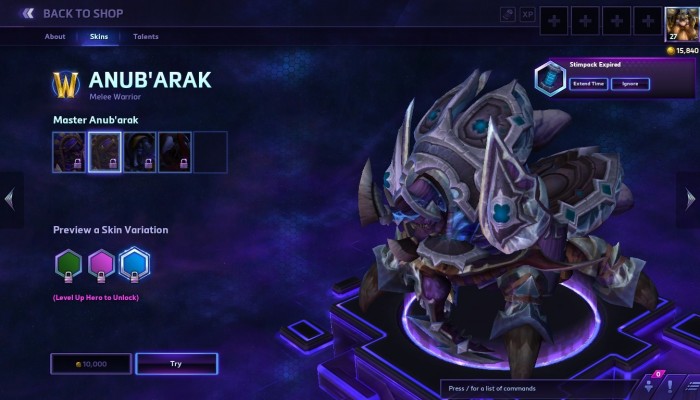 BACK TO SHOP
XP
27
15,840
About
Skins
Talents
Stimpack Expired
Extend Time
Ignore
W
ANUB'ARAK
Melee Warrior
Master Anub'arak
Preview a Skin Variation
(Level Up Hero to Unlock)
10,000
Try
Press / for a list of commands
0